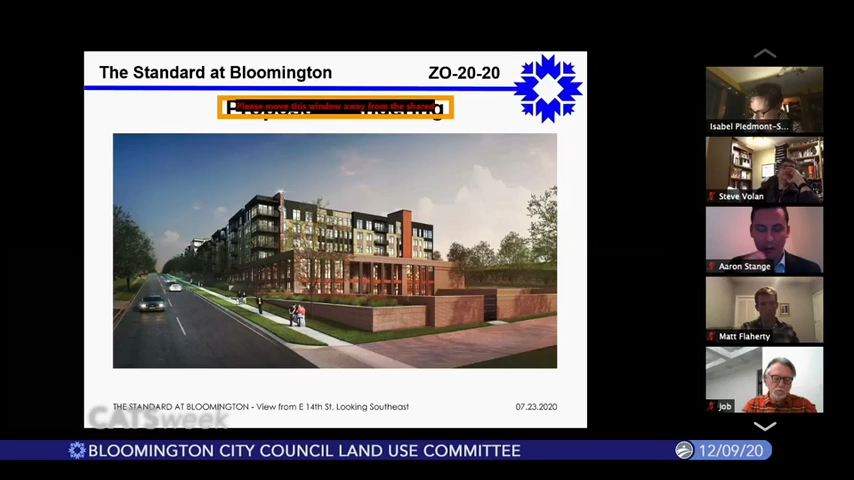 The Standard at Bloomington
ZO-20-20
Please move this window away from the shared
THE STANDARD AT BLOOMINGTON - View from E 14th St, Looking Southeast
07.23.2020
CATSweek
Isabel Piedmont-S...
Steve Volan
Aaron Stange
Matt Flaherty
job
BLOOMINGTON CITY COUNCIL LAND USE COMMITTEE
12/09/20